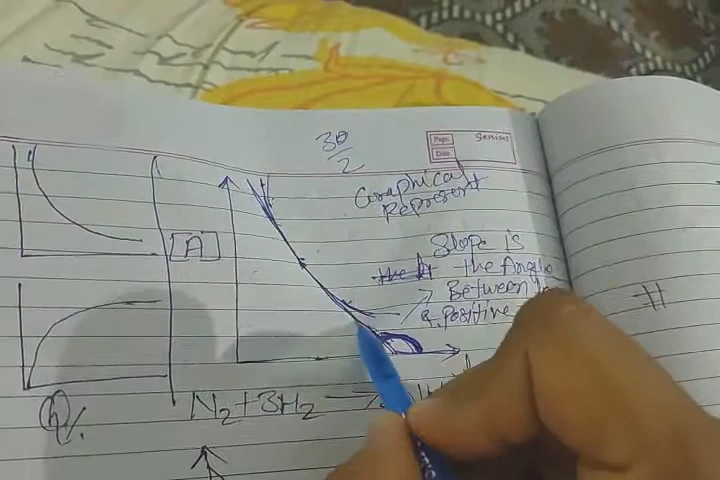 30
2
Page:
Date:
Graphical
Represent
[A]
Slope is
the Angle
Between
& positive
#
Q/.
N2+3H2